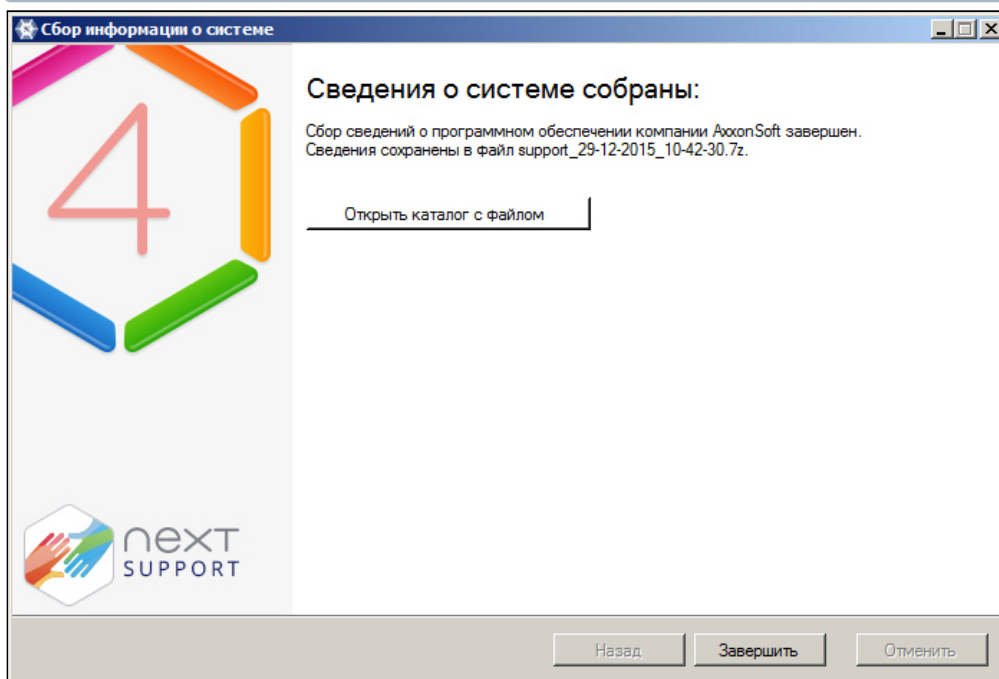 Сбор информации о системе
4
Сведения о системе собраны:
Сбор сведений о программном обеспечении компании AxxonSoft завершен.
Сведения сохранены в файл support_29-12-2015_10-42-30.7z.
Открыть каталог с файлом
next
SUPPORT
Назад
Завершить
Отменить